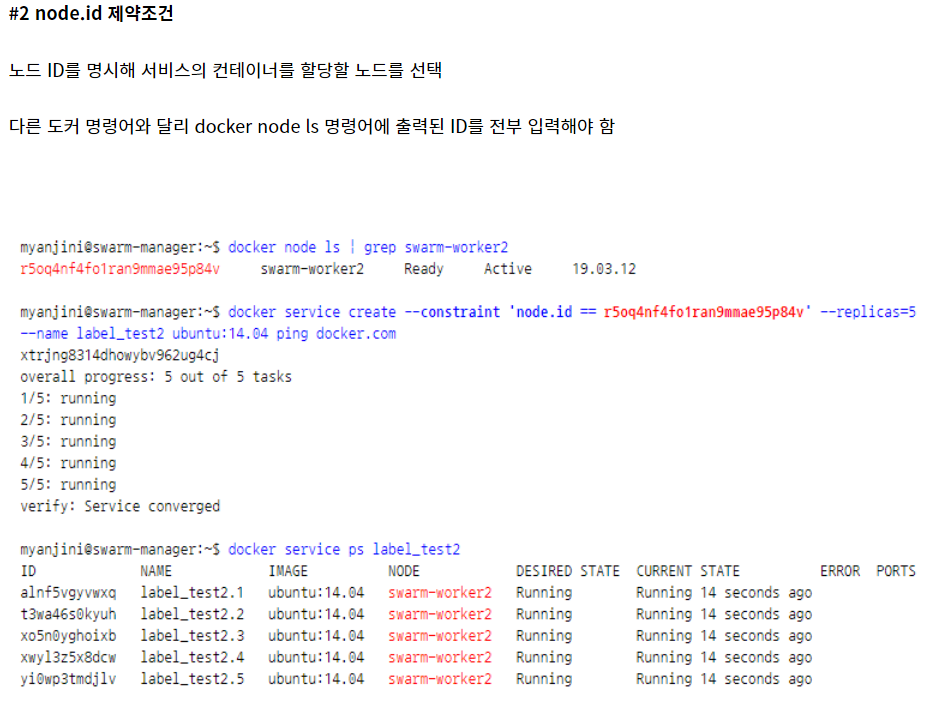 #2 node.id 제약조건
노드 ID를 명시해 서비스의 컨테이너를 할당할 노드를 선택
다른 도커 명령어와 달리 docker node ls 명령어에 출력된 ID를 전부 입력해야 함
myanjini@swarm-manager:~$ docker node ls | grep swarm-worker2
r5oq4nf4fo1ran9mmae95p84v swarm-worker2 Ready Active 19.03.12
myanjini@swarm-manager:~$ docker service create --constraint 'node.id == r5oq4nf4fo1ran9mmae95p84v' --replicas=5
--name label_test2 ubuntu:14.04 ping docker.com
xtrjng8314dhowybv962ug4cj
overall progress: 5 out of 5 tasks
1/5: running
2/5: running
3/5: running
4/5: running
5/5: running
verify: Service converged
myanjini@swarm-manager:~$ docker service ps label_test2
ID NAME IMAGE NODE DESIRED STATE CURRENT STATE ERROR PORTS
alnf5vgyvwxq label_test2.1 ubuntu:14.04 swarm-worker2 Running Running 14 seconds ago
t3wa46s0kyuh label_test2.2 ubuntu:14.04 swarm-worker2 Running Running 14 seconds ago
xo5n0yghoixb label_test2.3 ubuntu:14.04 swarm-worker2 Running Running 14 seconds ago
xwyl3z5x8dcw label_test2.4 ubuntu:14.04 swarm-worker2 Running Running 14 seconds ago
yi0wp3tmdjlv label_test2.5 ubuntu:14.04 swarm-worker2 Running Running 14 seconds ago